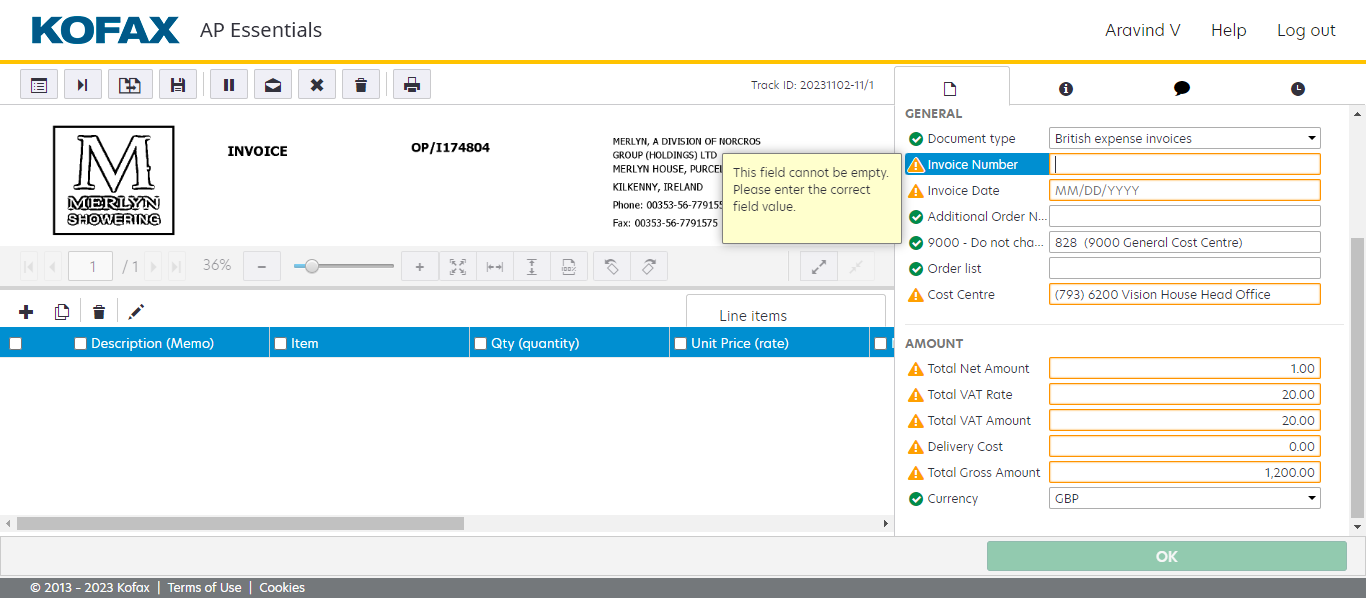 KOFAX AP Essentials
Aravind V Help Log out
Track ID: 20231102-11/1
MERLYN
SHOWERING
INVOICE
OP/I174804
MERLYN, A DIVISION OF NORCROS
GROUP (HOLDINGS) LTD
MERLYN HOUSE, PURCEL
KILKENNY, IRELAND
Phone: 00353-56-779155
Fax: 00353-56-7791575
This field cannot be empty.
Please enter the correct
field value.
1 / 1 36%
100%
Line items
Description (Memo) Item Qty (quantity) Unit Price (rate)
GENERAL
Document type British expense invoices
Invoice Number
Invoice Date MM/DD/YYYY
Additional Order N...
9000 - Do not cha... 828 (9000 General Cost Centre)
Order list
Cost Centre (793) 6200 Vision House Head Office
AMOUNT
Total Net Amount 1.00
Total VAT Rate 20.00
Total VAT Amount 20.00
Delivery Cost 0.00
Total Gross Amount 1,200.00
Currency GBP
OK
© 2013 - 2023 Kofax | Terms of Use | Cookies